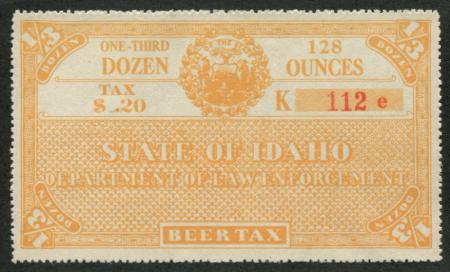 1/3
DOZEN
1/3
DOZEN
ONE-THIRD
DOZEN
128
OUNCES
TAX
$ .20
K 112 e
STATE OF IDAHO
DEPARTMENT OF LAW ENFORCEMENT
BEER TAX
1/3
DOZEN
1/3
DOZEN